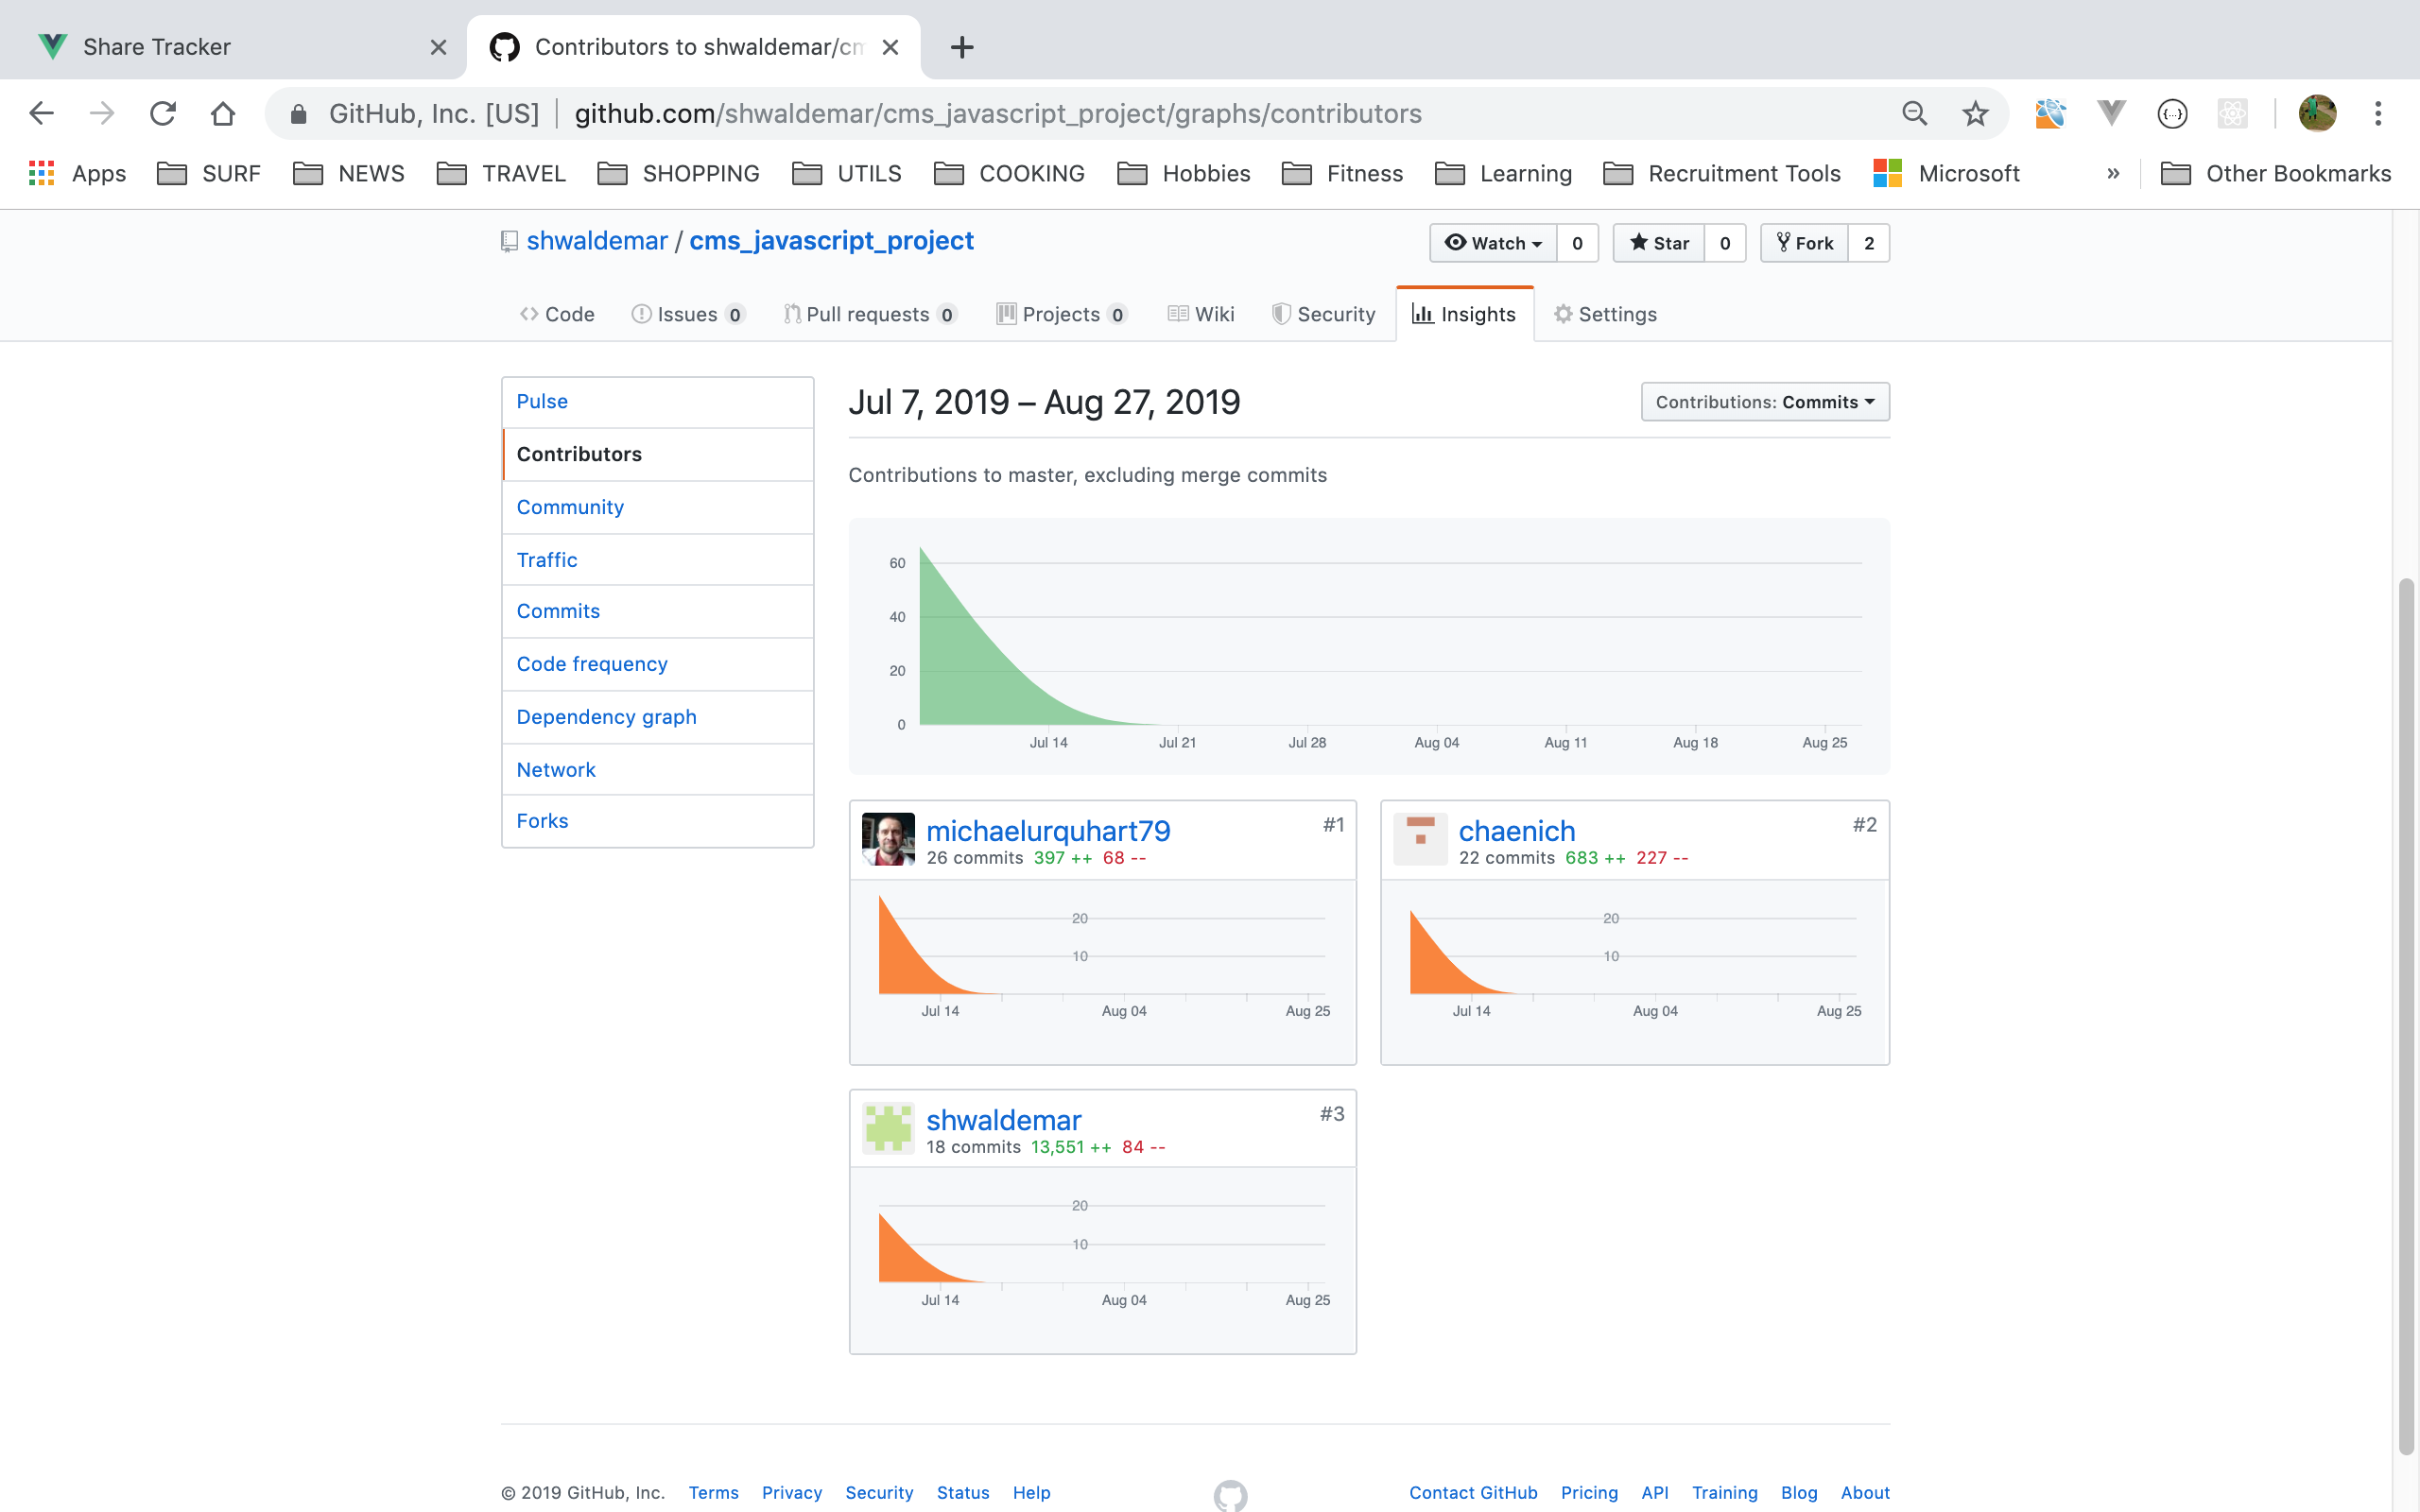 Share Tracker
Contributors to shwaldemar/cm
GitHub, Inc. [US]
github.com/shwaldemar/cms_javascript_project/graphs/contributors
Apps SURF NEWS TRAVEL SHOPPING UTILS COOKING Hobbies Fitness Learning Recruitment Tools Microsoft » Other Bookmarks
shwaldemar / cms_javascript_project
Watch 0 Star 0 Fork 2
Code Issues 0 Pull requests 0 Projects 0 Wiki Security Insights Settings
Pulse
Contributors
Community
Traffic
Commits
Code frequency
Dependency graph
Network
Forks
Jul 7, 2019 – Aug 27, 2019
Contributions: Commits
Contributions to master, excluding merge commits
60
40
20
0
Jul 14 Jul 21 Jul 28 Aug 04 Aug 11 Aug 18 Aug 25
michaelurquhart79 #1
26 commits 397 ++ 68 --
20
10
Jul 14 Aug 04 Aug 25
chaenich #2
22 commits 683 ++ 227 --
20
10
Jul 14 Aug 04 Aug 25
shwaldemar #3
18 commits 13,551 ++ 84 --
20
10
Jul 14 Aug 04 Aug 25
© 2019 GitHub, Inc. Terms Privacy Security Status Help Contact GitHub Pricing API Training Blog About